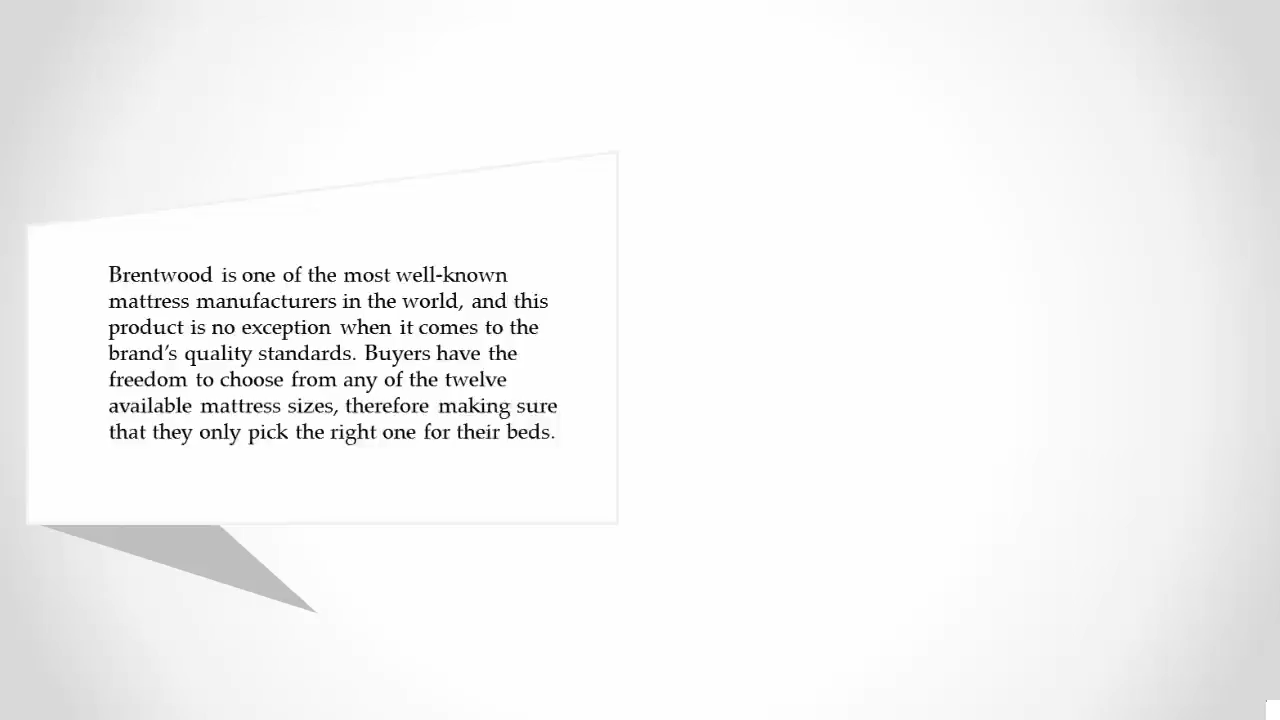 Brentwood is one of the most well-known
mattress manufacturers in the world, and this
product is no exception when it comes to the
brand’s quality standards. Buyers have the
freedom to choose from any of the twelve
available mattress sizes, therefore making sure
that they only pick the right one for their beds.